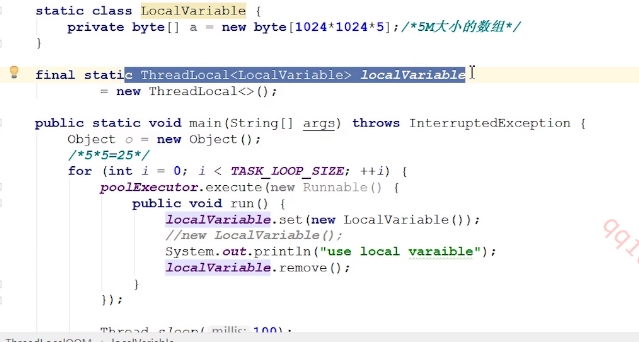 static class LocalVariable {
private byte[] a = new byte[1024*1024*5];/*5M大小的数组*/
}
final static ThreadLocal<LocalVariable> localVariable
= new ThreadLocal<>();
public static void main(String[] args) throws InterruptedException {
Object o = new Object();
/*5*5=25*/
for (int i = 0; i < TASK_LOOP_SIZE; ++i) {
poolExecutor.execute(new Runnable() {
public void run() {
localVariable.set(new LocalVariable());
//new LocalVariable();
System.out.println("use local varaible");
localVariable.remove();
}
});
Thread.sleep( millis: 100);
ThreadLocalOOM > localVariable